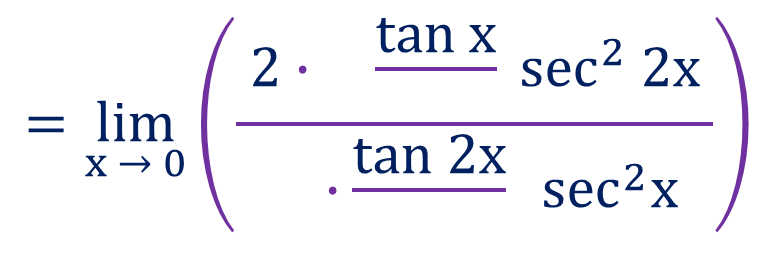 tan x
2 · sec² 2x
= lim
x → 0
tan 2x
· sec²x